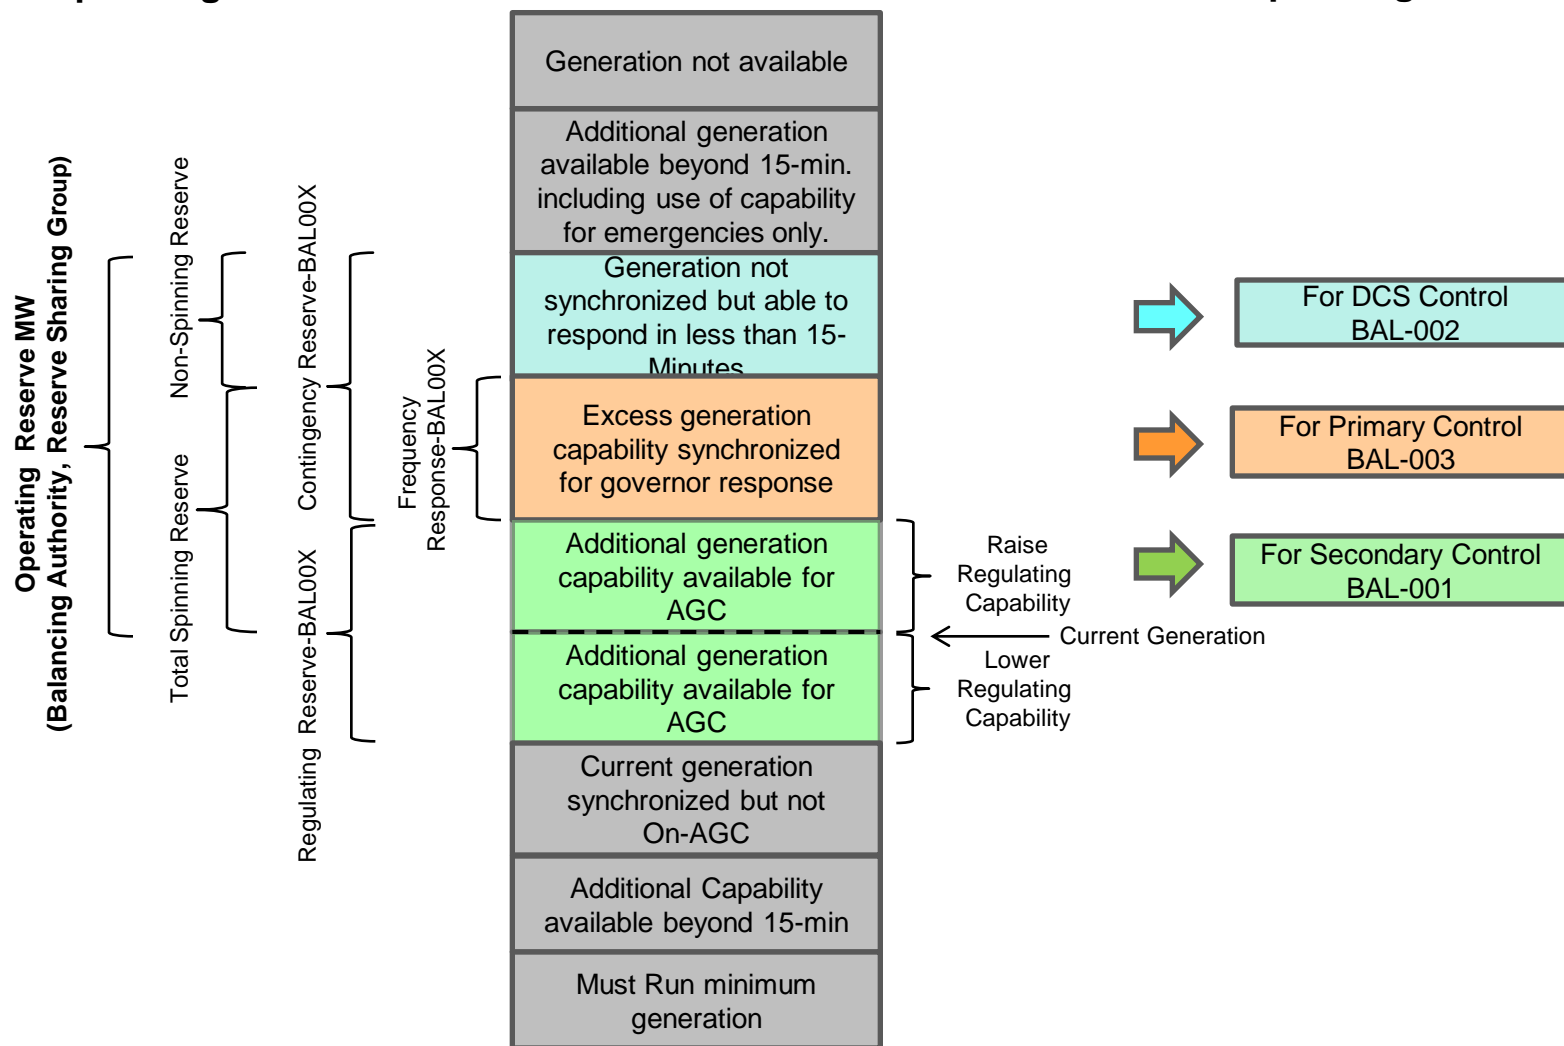 Generation not available
Additional generation
available beyond 15-min.
including use of capability
for emergencies only.
Generation not
synchronized but able to
respond in less than 15-
Minutes
Excess generation
capability synchronized
for governor response
Additional generation
capability available for
AGC
Additional generation
capability available for
AGC
Current generation
synchronized but not
On-AGC
Additional Capability
available beyond 15-min
Must Run minimum
generation
Operating Reserve MW
(Balancing Authority, Reserve Sharing Group)
Non-Spinning Reserve
Total Spinning Reserve
Contingency Reserve-BAL00X
Regulating Reserve-BAL00X
Frequency
Response-BAL00X
Raise
Regulating
Capability
Current Generation
Lower
Regulating
Capability
For DCS Control
BAL-002
For Primary Control
BAL-003
For Secondary Control
BAL-001